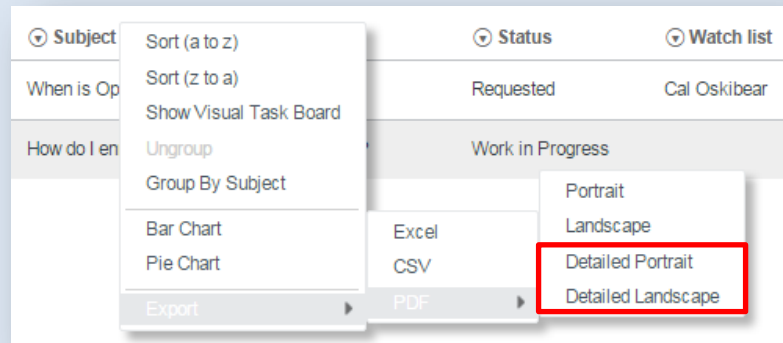 Subject
Status
Watch list
When is Op
Requested
Cal Oskibear
How do I en
?
Work in Progress
Sort (a to z)
Sort (z to a)
Show Visual Task Board
Ungroup
Group By Subject
Bar Chart
Pie Chart
Export
Excel
CSV
PDF
Portrait
Landscape
Detailed Portrait
Detailed Landscape